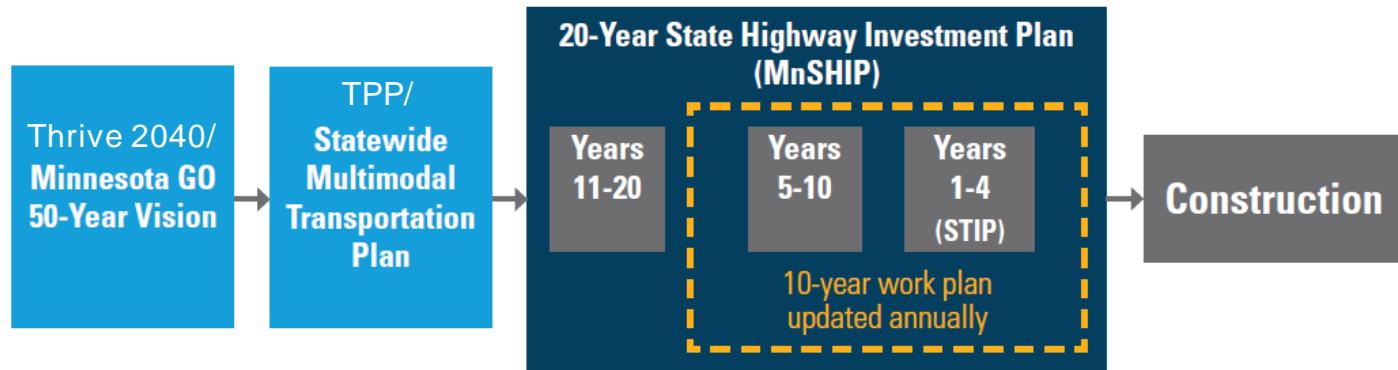 Thrive 2040/
Minnesota GO
50-Year Vision
TPP/
Statewide
Multimodal
Transportation
Plan
20-Year State Highway Investment Plan
(MnSHIP)
Years
11-20
Years
5-10
Years
1-4
(STIP)
10-year work plan
updated annually
Construction